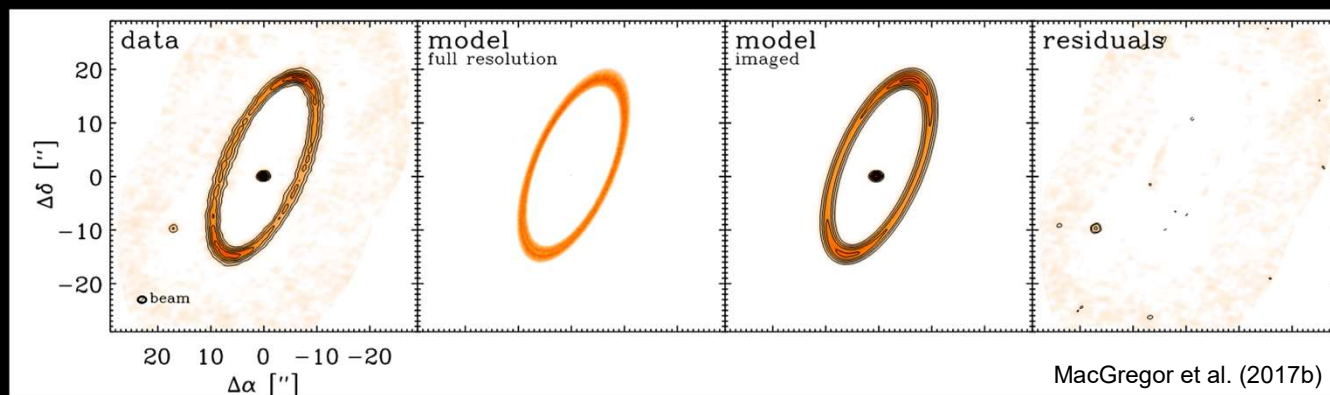 data
model
full resolution
model
imaged
residuals
20
10
0
−10
−20
Δδ ["]
beam
20 10 0 −10 −20
Δα ["]
MacGregor et al. (2017b)